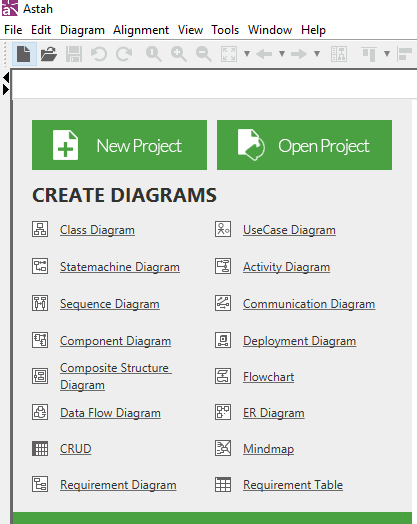 Astah
File Edit Diagram Alignment View Tools Window Help
New Project Open Project
CREATE DIAGRAMS
Class Diagram UseCase Diagram
Statemachine Diagram Activity Diagram
Sequence Diagram Communication Diagram
Component Diagram Deployment Diagram
Composite Structure
Diagram Flowchart
Data Flow Diagram ER Diagram
CRUD Mindmap
Requirement Diagram Requirement Table